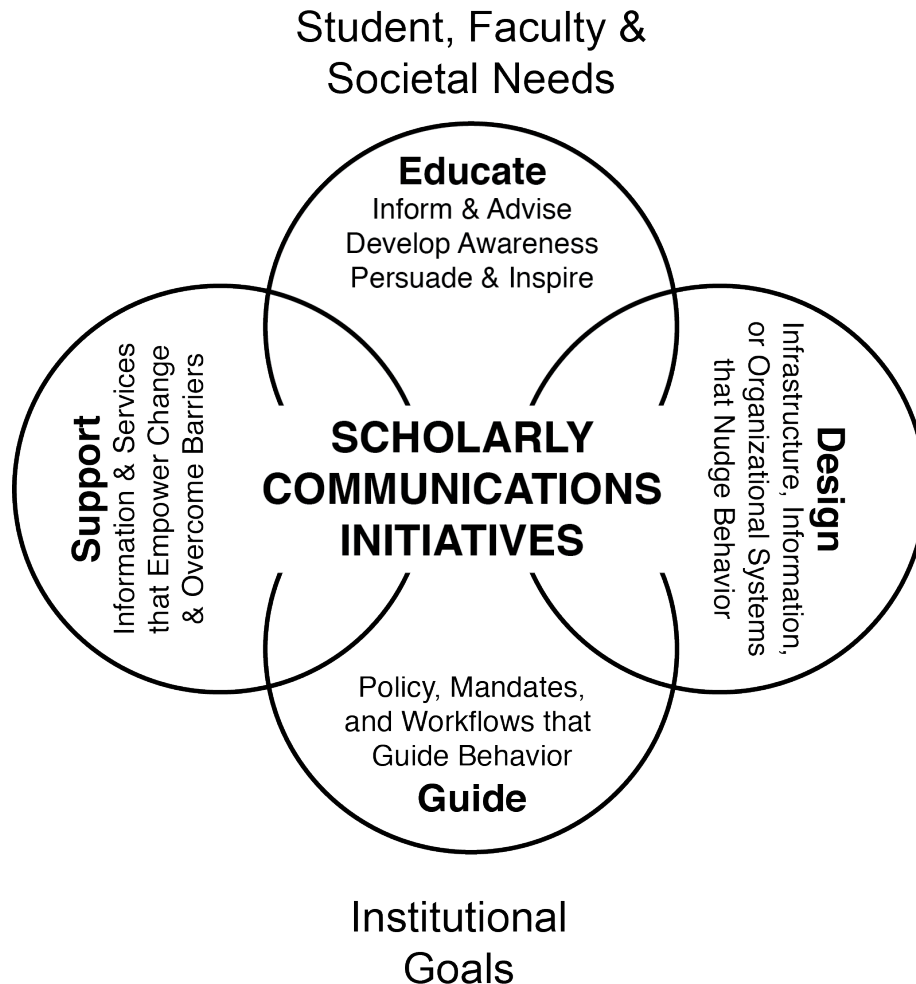 Student, Faculty &
Societal Needs
Educate
Inform & Advise
Develop Awareness
Persuade & Inspire
Support
Information & Services
that Empower Change
& Overcome Barriers
SCHOLARLY
COMMUNICATIONS
INITIATIVES
Design
Infrastructure, Information,
or Organizational Systems
that Nudge Behavior
Policy, Mandates,
and Workflows that
Guide Behavior
Guide
Institutional
Goals